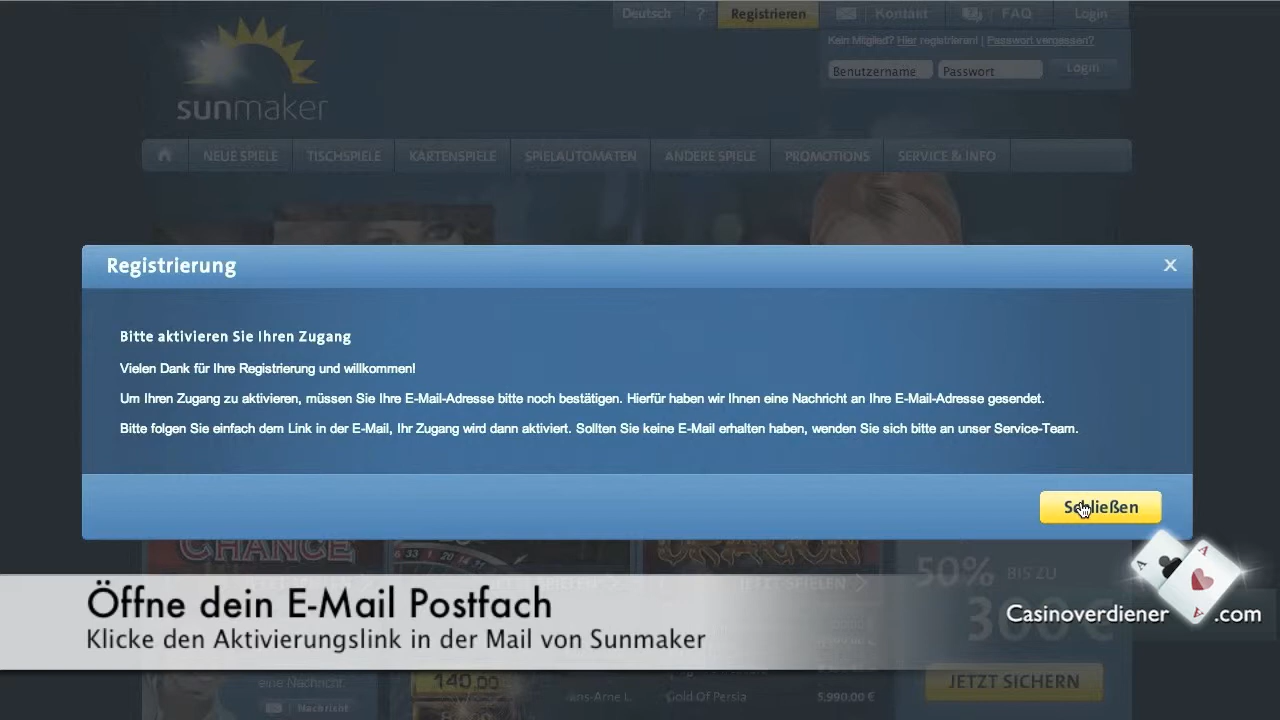 Deutsch ? Registrieren Kontakt FAQ Login
Kein Mitglied? Hier registrieren! | Passwort vergessen?
Benutzername Passwort Login
sunmaker
NEUE SPIELE TISCHSPIELE KARTENSPIELE SPIELAUTOMATEN ANDERE SPIELE PROMOTIONS SERVICE & INFO
Registrierung X
Bitte aktivieren Sie Ihren Zugang
Vielen Dank für Ihre Registrierung und willkommen!
Um Ihren Zugang zu aktivieren, müssen Sie Ihre E-Mail-Adresse bitte noch bestätigen. Hierfür haben wir Ihnen eine Nachricht an Ihre E-Mail-Adresse gesendet.
Bitte folgen Sie einfach dem Link in der E-Mail, Ihr Zugang wird dann aktiviert. Sollten Sie keine E-Mail erhalten haben, wenden Sie sich bitte an unser Service-Team.
Schließen
CHANCE
50% BIS ZU
300 €
JETZT SPIELEN
Öffne dein E-Mail Postfach
Klicke den Aktivierungslink in der Mail von Sunmaker
Casinoverdiener .com
A A A
eine Nachricht.
Nachricht
140.00
Gold Of Persia 5.990.00 €
JETZT SICHERN